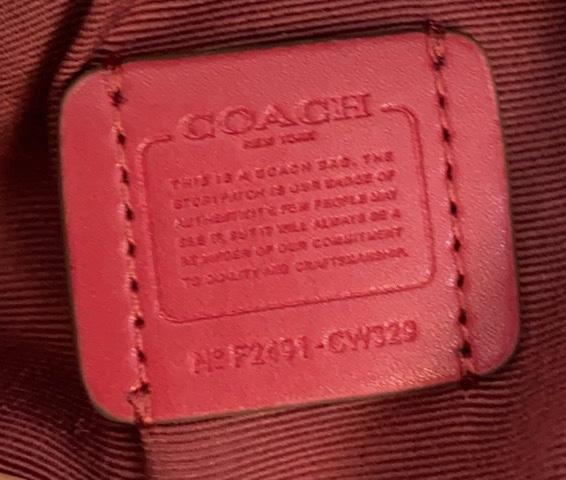 COACH
NEW YORK
THIS IS A COACH BAG. THE
STORYPATCH IS OUR BADGE OF
AUTHENTICITY. FEW PEOPLE MAY
SEE IT, BUT IT WILL ALWAYS BE A
REMINDER OF OUR COMMITMENT
TO QUALITY AND CRAFTSMANSHIP.
Nº F2491-CW329